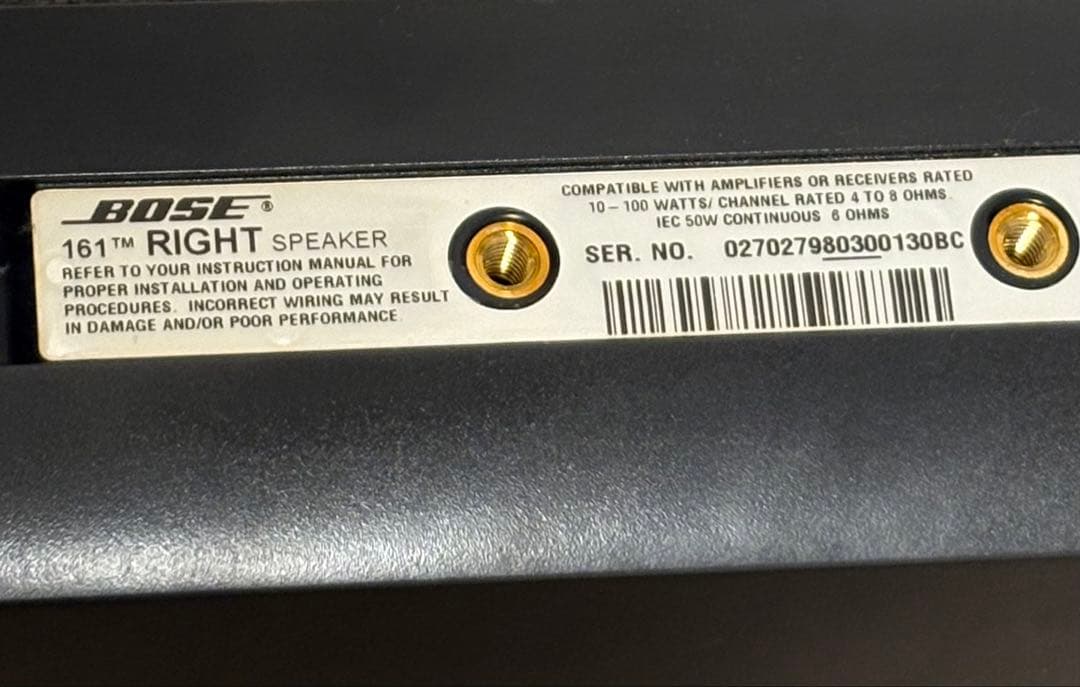 BOSE®
161™ RIGHT SPEAKER
REFER TO YOUR INSTRUCTION MANUAL FOR
PROPER INSTALLATION AND OPERATING
PROCEDURES. INCORRECT WIRING MAY RESULT
IN DAMAGE AND/OR POOR PERFORMANCE.
COMPATIBLE WITH AMPLIFIERS OR RECEIVERS RATED
10 – 100 WATTS/ CHANNEL RATED 4 TO 8 OHMS.
IEC 50W CONTINUOUS 6 OHMS
SER. NO. 027027980300130BC